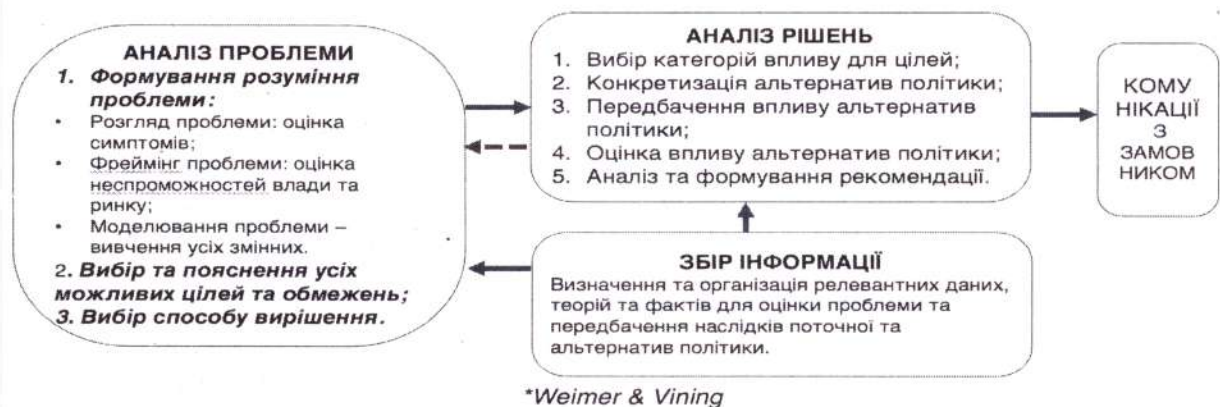 АНАЛІЗ ПРОБЛЕМИ
1. Формування розуміння
проблеми:
• Розгляд проблеми: оцінка
симптомів;
• Фреймінг проблеми: оцінка
неспроможностей влади та
ринку;
• Моделювання проблеми –
вивчення усіх змінних.
2. Вибір та пояснення усіх
можливих цілей та обмежень;
3. Вибір способу вирішення.
АНАЛІЗ РІШЕНЬ
1. Вибір категорій впливу для цілей;
2. Конкретизація альтернатив політики;
3. Передбачення впливу альтернатив
політики;
4. Оцінка впливу альтернатив політики;
5. Аналіз та формування рекомендації.
КОМУ
НІКАЦІЇ
З
ЗАМОВ
НИКОМ
ЗБІР ІНФОРМАЦІЇ
Визначення та організація релевантних даних,
теорій та фактів для оцінки проблеми та
передбачення наслідків поточної та
альтернатив політики.
*Weimer & Vining